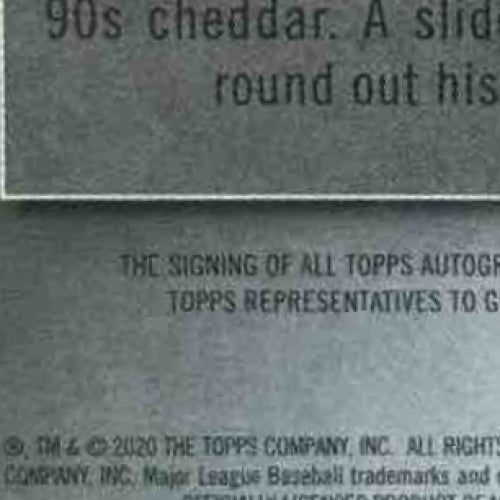 90s cheddar. A slid
round out his
THE SIGNING OF ALL TOPPS AUTOGR
TOPPS REPRESENTATIVES TO G
®, TM & © 2020 THE TOPPS COMPANY, INC. ALL RIGHTS
COMPANY, INC. Major League Baseball trademarks and